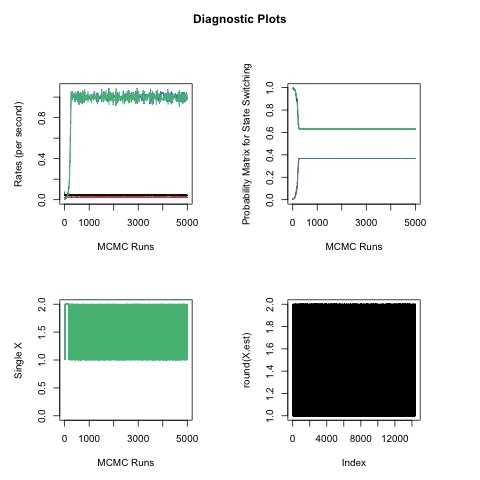 Diagnostic Plots
Rates (per second)
0.0 0.4 0.8
0 1000 3000 5000
MCMC Runs
Probability Matrix for State Switching
0.0 0.2 0.4 0.6 0.8 1.0
0 1000 3000 5000
MCMC Runs
Single X
0.0 0.5 1.0 1.5 2.0
0 1000 3000 5000
MCMC Runs
round(X.est)
1.0 1.2 1.4 1.6 1.8 2.0
0 4000 8000 12000
Index